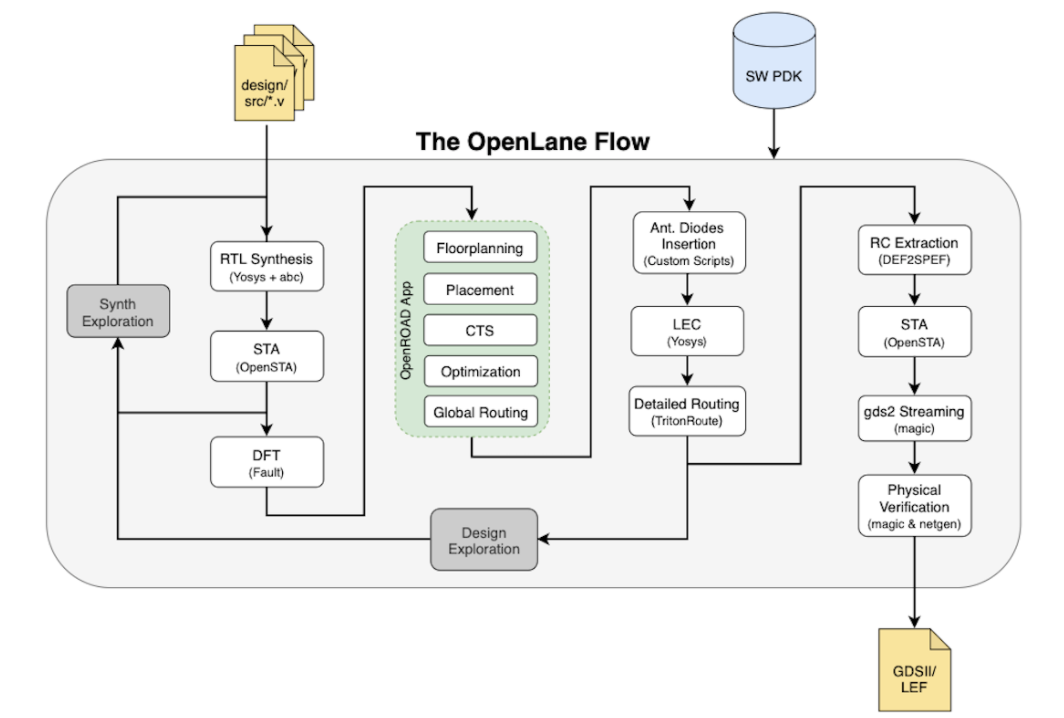 design/
src/*.v
SW PDK
The OpenLane Flow
RTL Synthesis
(Yosys + abc)
Synth
Exploration
STA
(OpenSTA)
DFT
(Fault)
OpenROAD App
Floorplanning
Placement
CTS
Optimization
Global Routing
Design
Exploration
Ant. Diodes
Insertion
(Custom Scripts)
LEC
(Yosys)
Detailed Routing
(TritonRoute)
RC Extraction
(DEF2SPEF)
STA
(OpenSTA)
gds2 Streaming
(magic)
Physical
Verification
(magic & netgen)
GDSII/
LEF